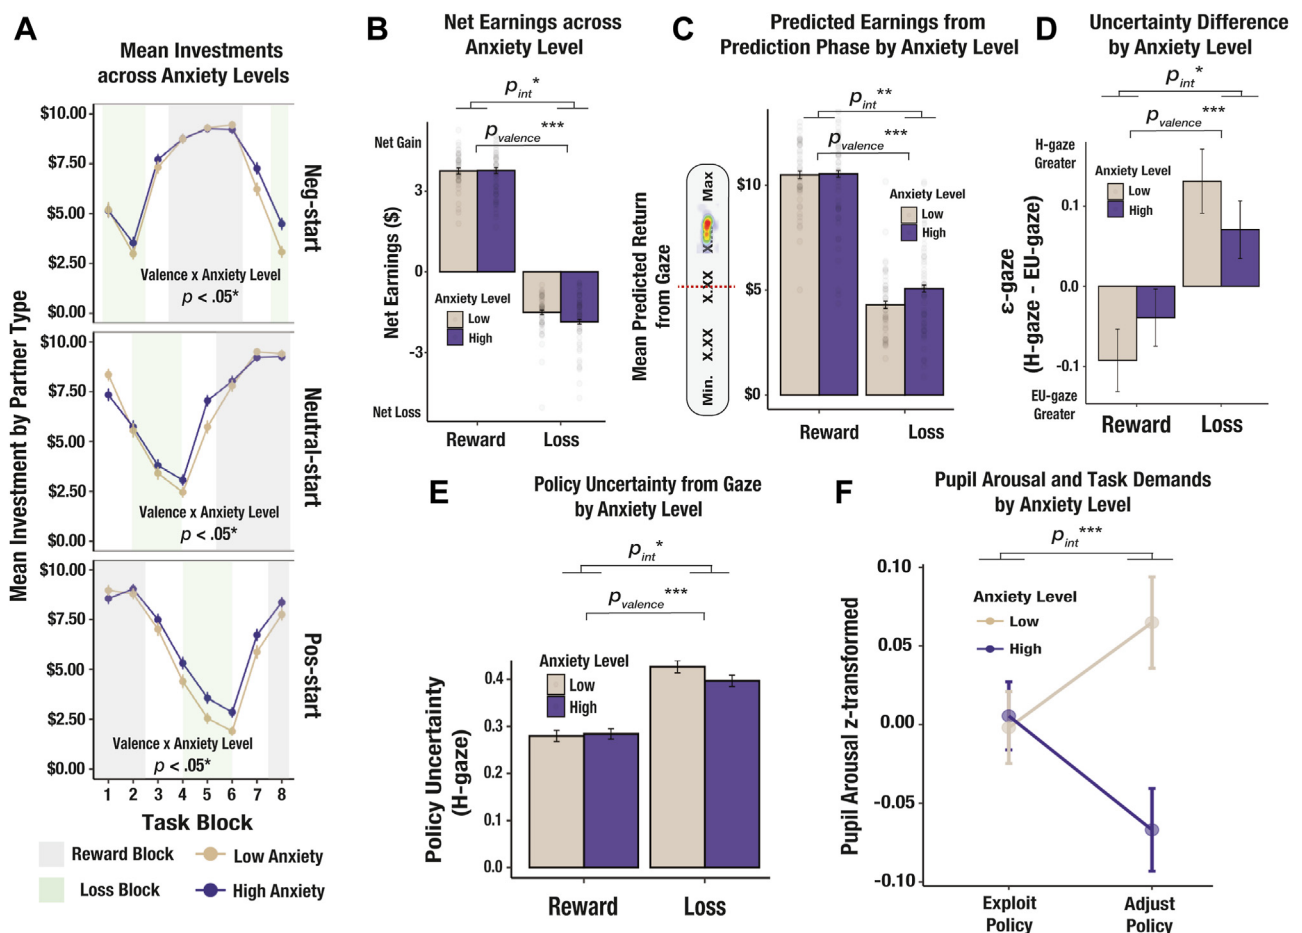 A
Mean Investments
across Anxiety Levels
Mean Investment by Partner Type
$10.00
$7.50
$5.00
$2.50
$0.00
Valence x Anxiety Level
p < .05*
Neg-start
$10.00
$7.50
$5.00
$2.50
$0.00
Valence x Anxiety Level
p < .05*
Neutral-start
$10.00
$7.50
$5.00
$2.50
$0.00
Valence x Anxiety Level
p < .05*
Pos-start
1 2 3 4 5 6 7 8
Task Block
Reward Block
Low Anxiety
Loss Block
High Anxiety
B
Net Earnings across
Anxiety Level
pint*
pvalence***
Net Earnings ($)
Net Gain
3
0
-3
Net Loss
Anxiety Level
Low
High
Reward Loss
C
Predicted Earnings from
Prediction Phase by Anxiety Level
pint**
pvalence***
Mean Predicted Return
from Gaze
Max
X.XX
X.XX
Min.
$10
$5
$0
Anxiety Level
Low
High
Reward Loss
D
Uncertainty Difference
by Anxiety Level
pint*
pvalence***
ε-gaze
(H-gaze - EU-gaze)
H-gaze
Greater
0.1
0.0
-0.1
EU-gaze
Greater
Anxiety Level
Low
High
Reward Loss
E
Policy Uncertainty from Gaze
by Anxiety Level
pint*
pvalence***
Policy Uncertainty
(H-gaze)
0.4
0.3
0.2
0.1
0.0
Anxiety Level
Low
High
Reward Loss
F
Pupil Arousal and Task Demands
by Anxiety Level
pint***
Pupil Arousal z-transformed
0.10
0.05
0.00
-0.05
-0.10
Anxiety Level
Low
High
Exploit
Policy
Adjust
Policy